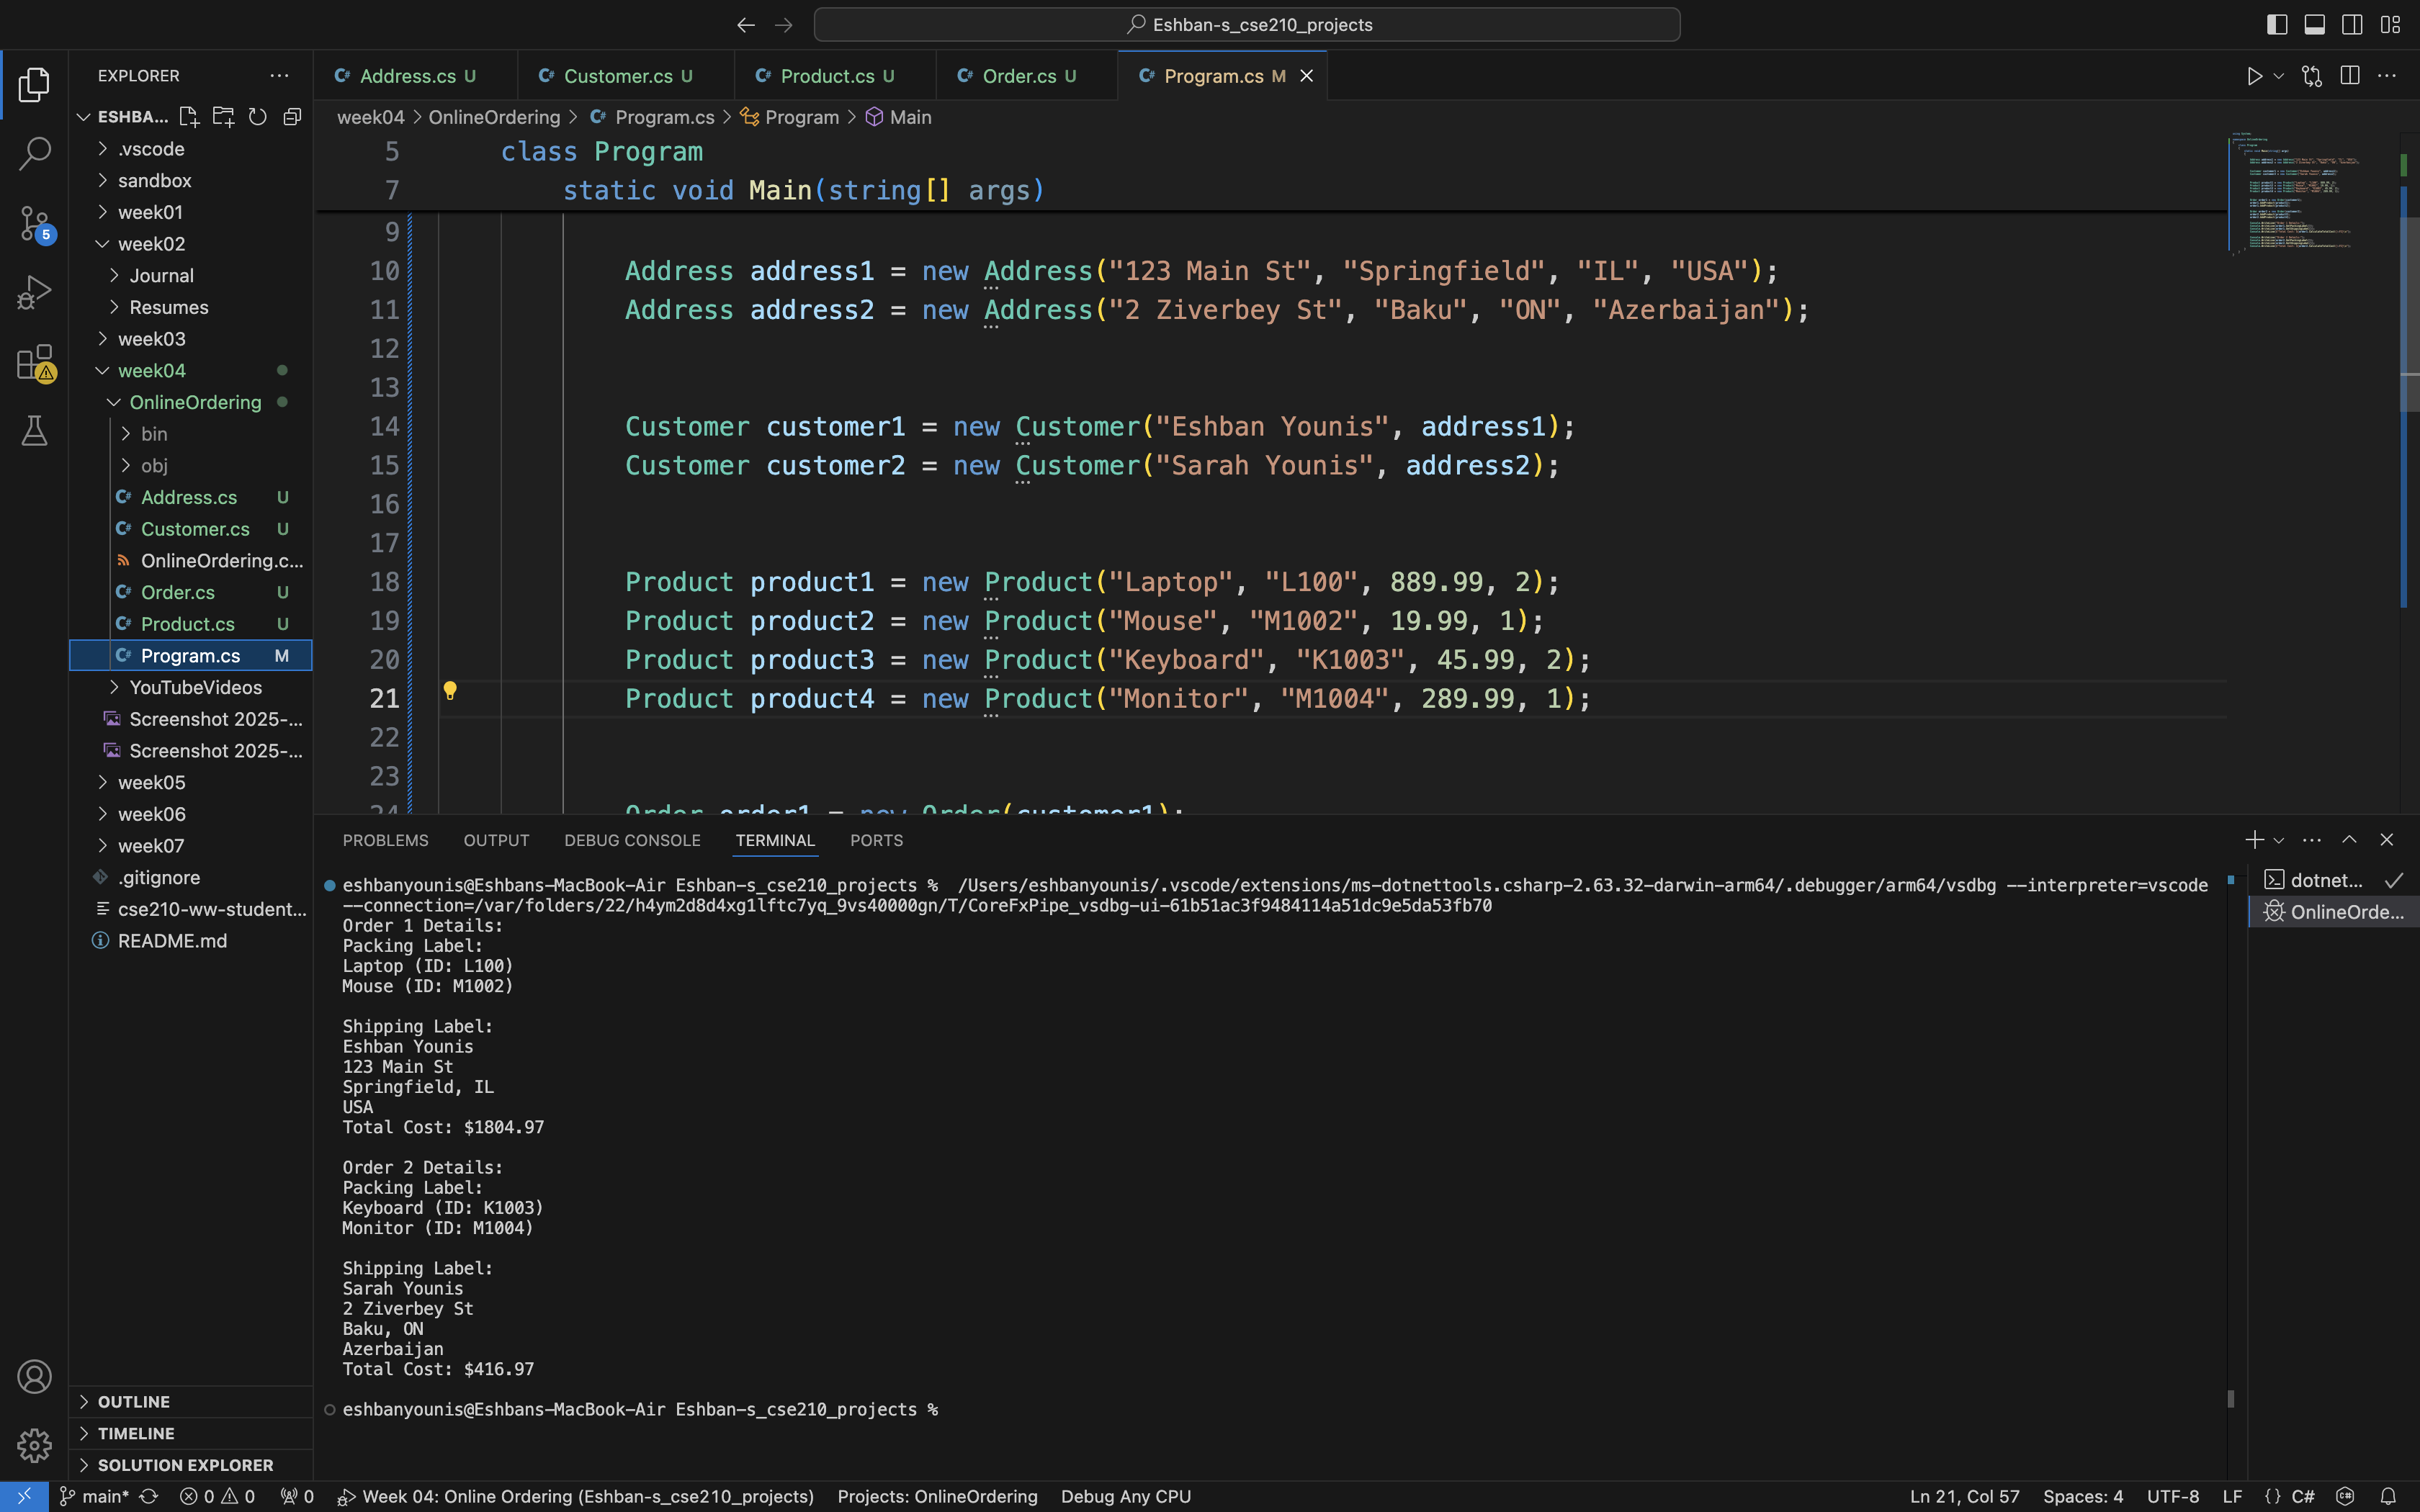 Eshban-s_cse210_projects
EXPLORER
ESHBA...
.vscode
sandbox
week01
week02
Journal
Resumes
week03
week04
OnlineOrdering
bin
obj
Address.cs U
Customer.cs U
OnlineOrdering.c...
Order.cs U
Product.cs U
Program.cs M
YouTubeVideos
Screenshot 2025-...
Screenshot 2025-...
week05
week06
week07
.gitignore
cse210-ww-student...
README.md
OUTLINE
TIMELINE
SOLUTION EXPLORER
5
Address.cs U Customer.cs U Product.cs U Order.cs U Program.cs M
week04 > OnlineOrdering > Program.cs > Program > Main
5 class Program
7 static void Main(string[] args)
9
10 Address address1 = new Address("123 Main St", "Springfield", "IL", "USA");
11 Address address2 = new Address("2 Ziverbey St", "Baku", "ON", "Azerbaijan");
12
13
14 Customer customer1 = new Customer("Eshban Younis", address1);
15 Customer customer2 = new Customer("Sarah Younis", address2);
16
17
18 Product product1 = new Product("Laptop", "L100", 889.99, 2);
19 Product product2 = new Product("Mouse", "M1002", 19.99, 1);
20 Product product3 = new Product("Keyboard", "K1003", 45.99, 2);
21 Product product4 = new Product("Monitor", "M1004", 289.99, 1);
22
23
24 Order order1 = new Order(customer1);
PROBLEMS OUTPUT DEBUG CONSOLE TERMINAL PORTS
eshbanyounis@Eshbans-MacBook-Air Eshban-s_cse210_projects % /Users/eshbanyounis/.vscode/extensions/ms-dotnettools.csharp-2.63.32-darwin-arm64/.debugger/arm64/vsdbg --interpreter=vscode
--connection=/var/folders/22/h4ym2d8d4xg1lftc7yq_9vs40000gn/T/CoreFxPipe_vsdbg-ui-61b51ac3f9484114a51dc9e5da53fb70
Order 1 Details:
Packing Label:
Laptop (ID: L100)
Mouse (ID: M1002)
Shipping Label:
Eshban Younis
123 Main St
Springfield, IL
USA
Total Cost: $1804.97
Order 2 Details:
Packing Label:
Keyboard (ID: K1003)
Monitor (ID: M1004)
Shipping Label:
Sarah Younis
2 Ziverbey St
Baku, ON
Azerbaijan
Total Cost: $416.97
eshbanyounis@Eshbans-MacBook-Air Eshban-s_cse210_projects %
dotnet...
OnlineOrde...
main* 0 0 0 Week 04: Online Ordering (Eshban-s_cse210_projects) Projects: OnlineOrdering Debug Any CPU Ln 21, Col 57 Spaces: 4 UTF-8 LF {} C#